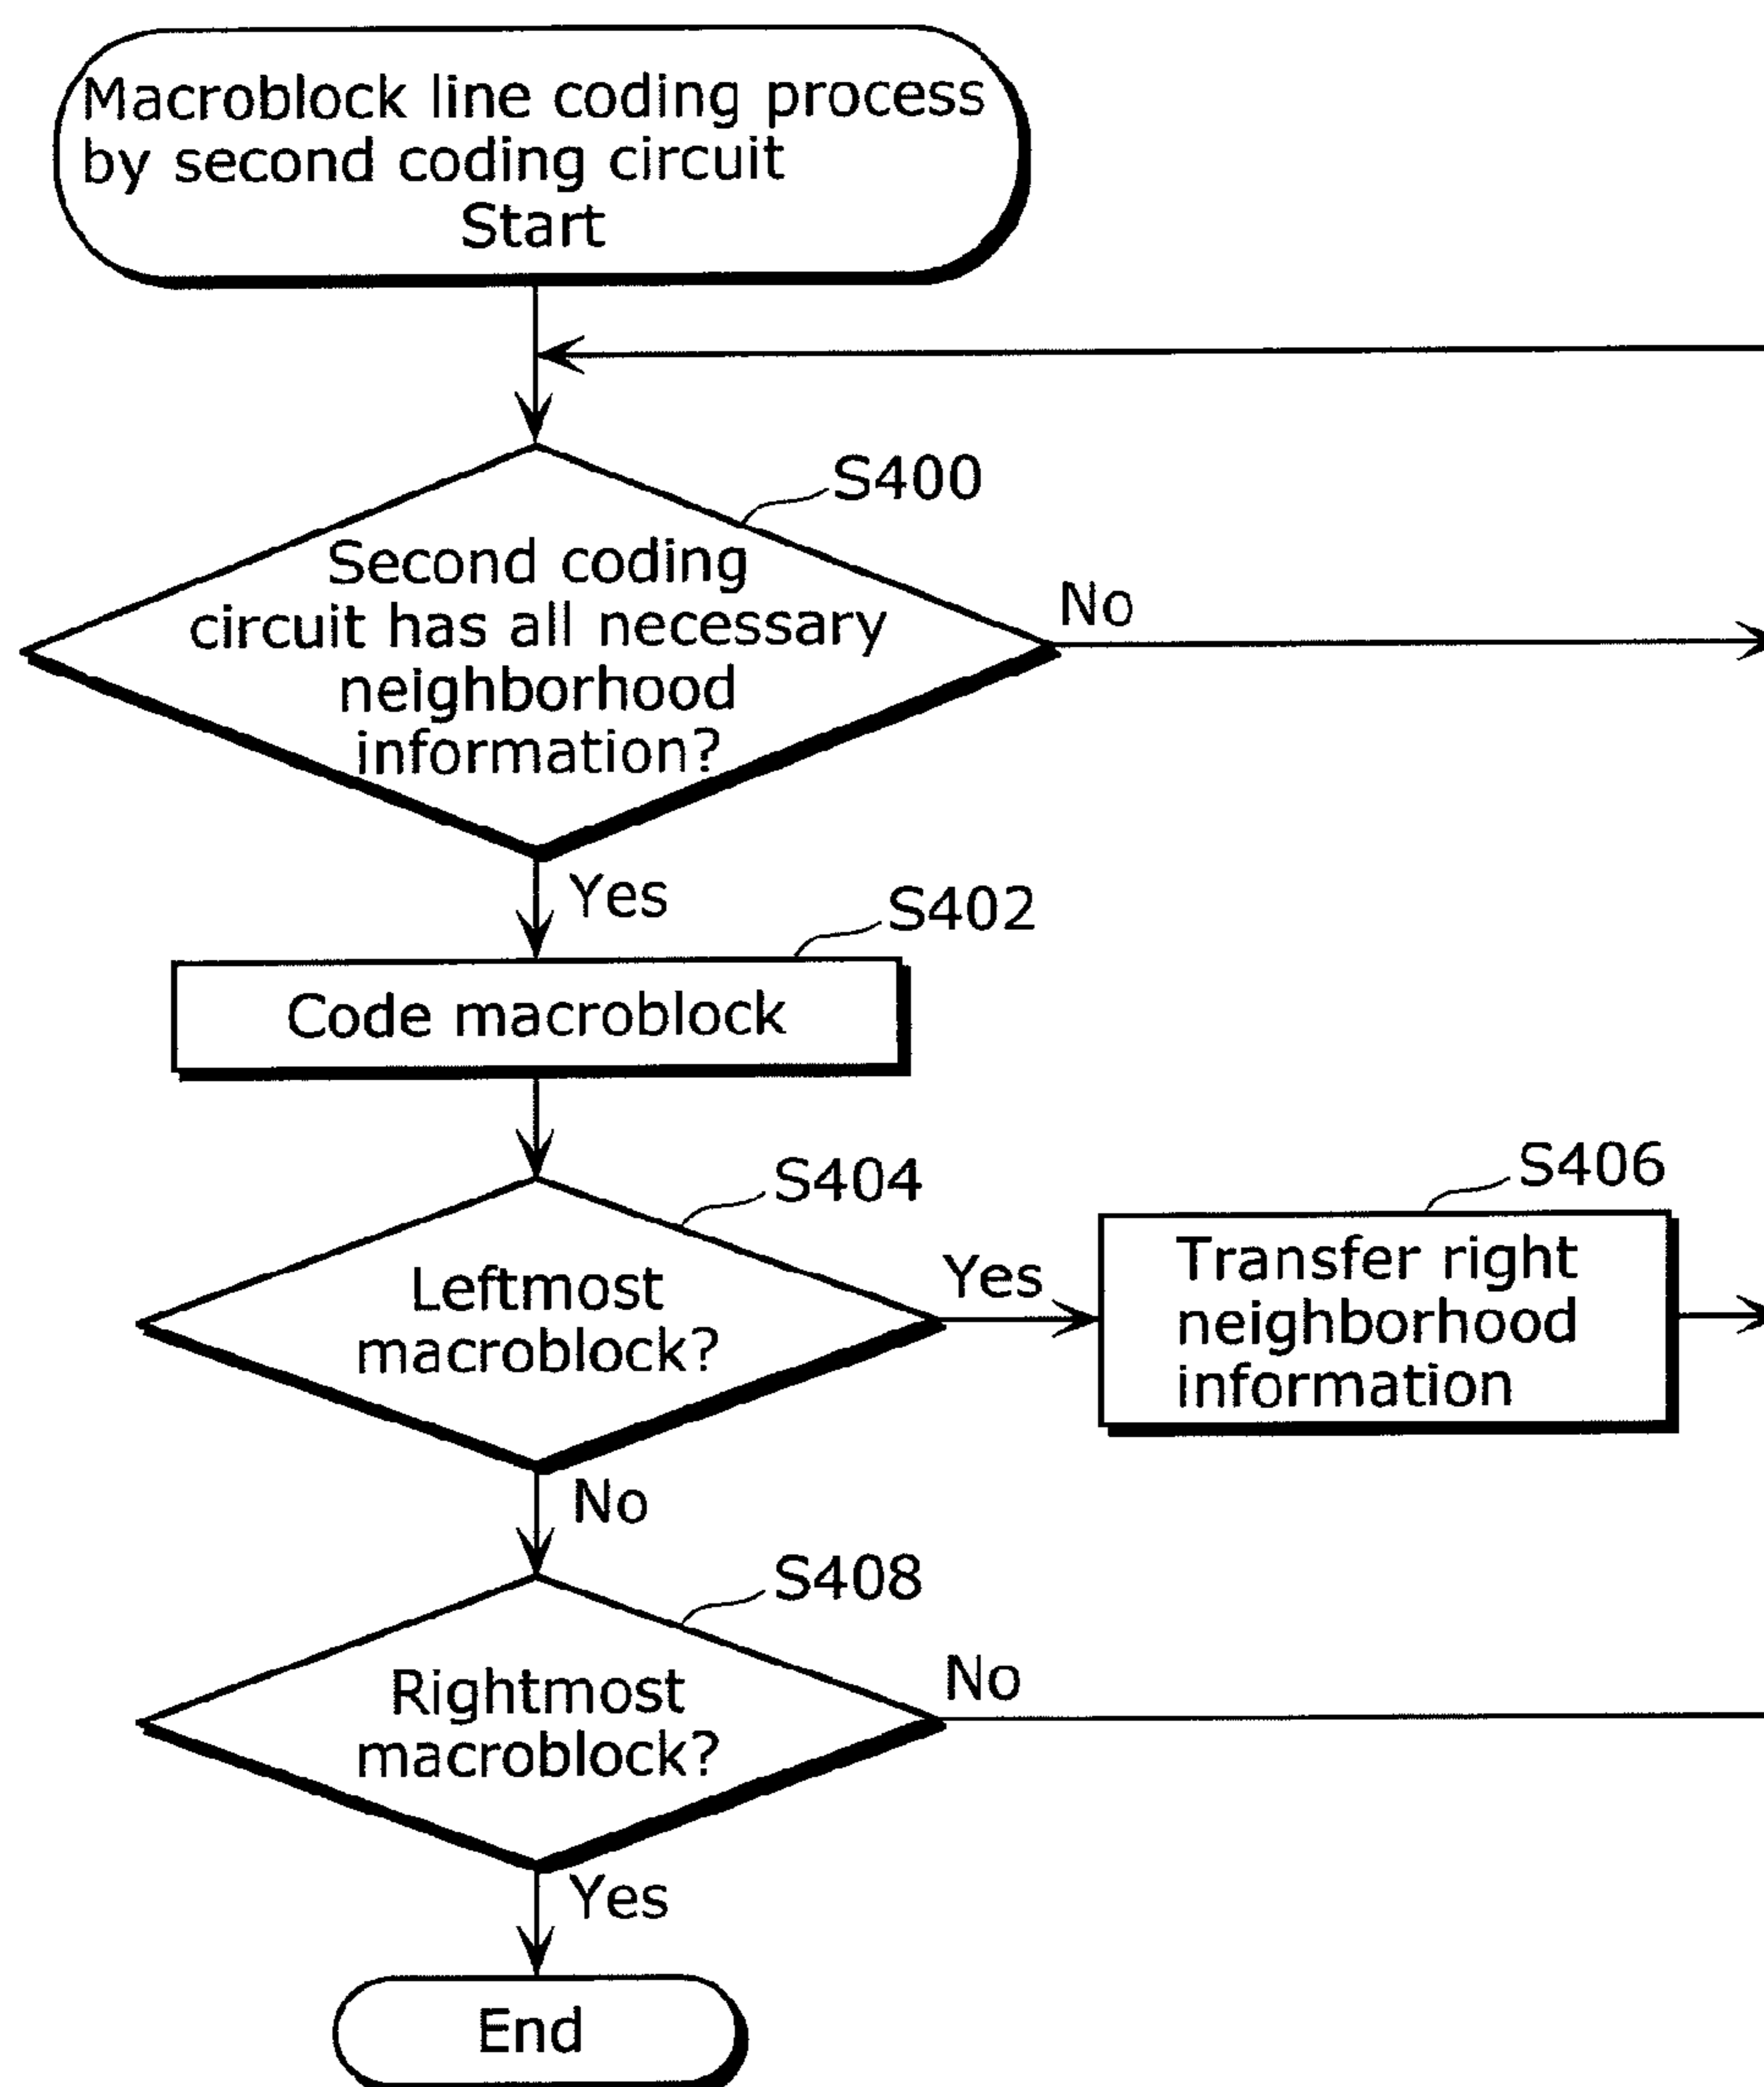 Macroblock line coding process
by second coding circuit
Start
S400
Second coding
circuit has all necessary
neighborhood
information?
No
Yes
S402
Code macroblock
S404
Leftmost
macroblock?
Yes
S406
Transfer right
neighborhood
information
No
S408
Rightmost
macroblock?
No
Yes
End